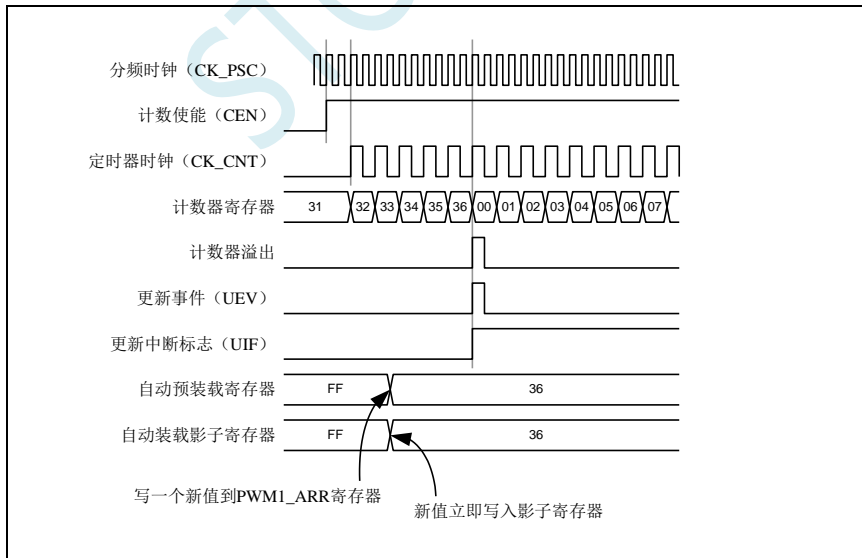 STC
分频时钟（CK_PSC）
计数使能（CEN）
定时器时钟（CK_CNT）
计数器寄存器 31 32 33 34 35 36 00 01 02 03 04 05 06 07
计数器溢出
更新事件（UEV）
更新中断标志（UIF）
自动预装载寄存器 FF 36
自动装载影子寄存器 FF 36
写一个新值到PWM1_ARR寄存器
新值立即写入影子寄存器